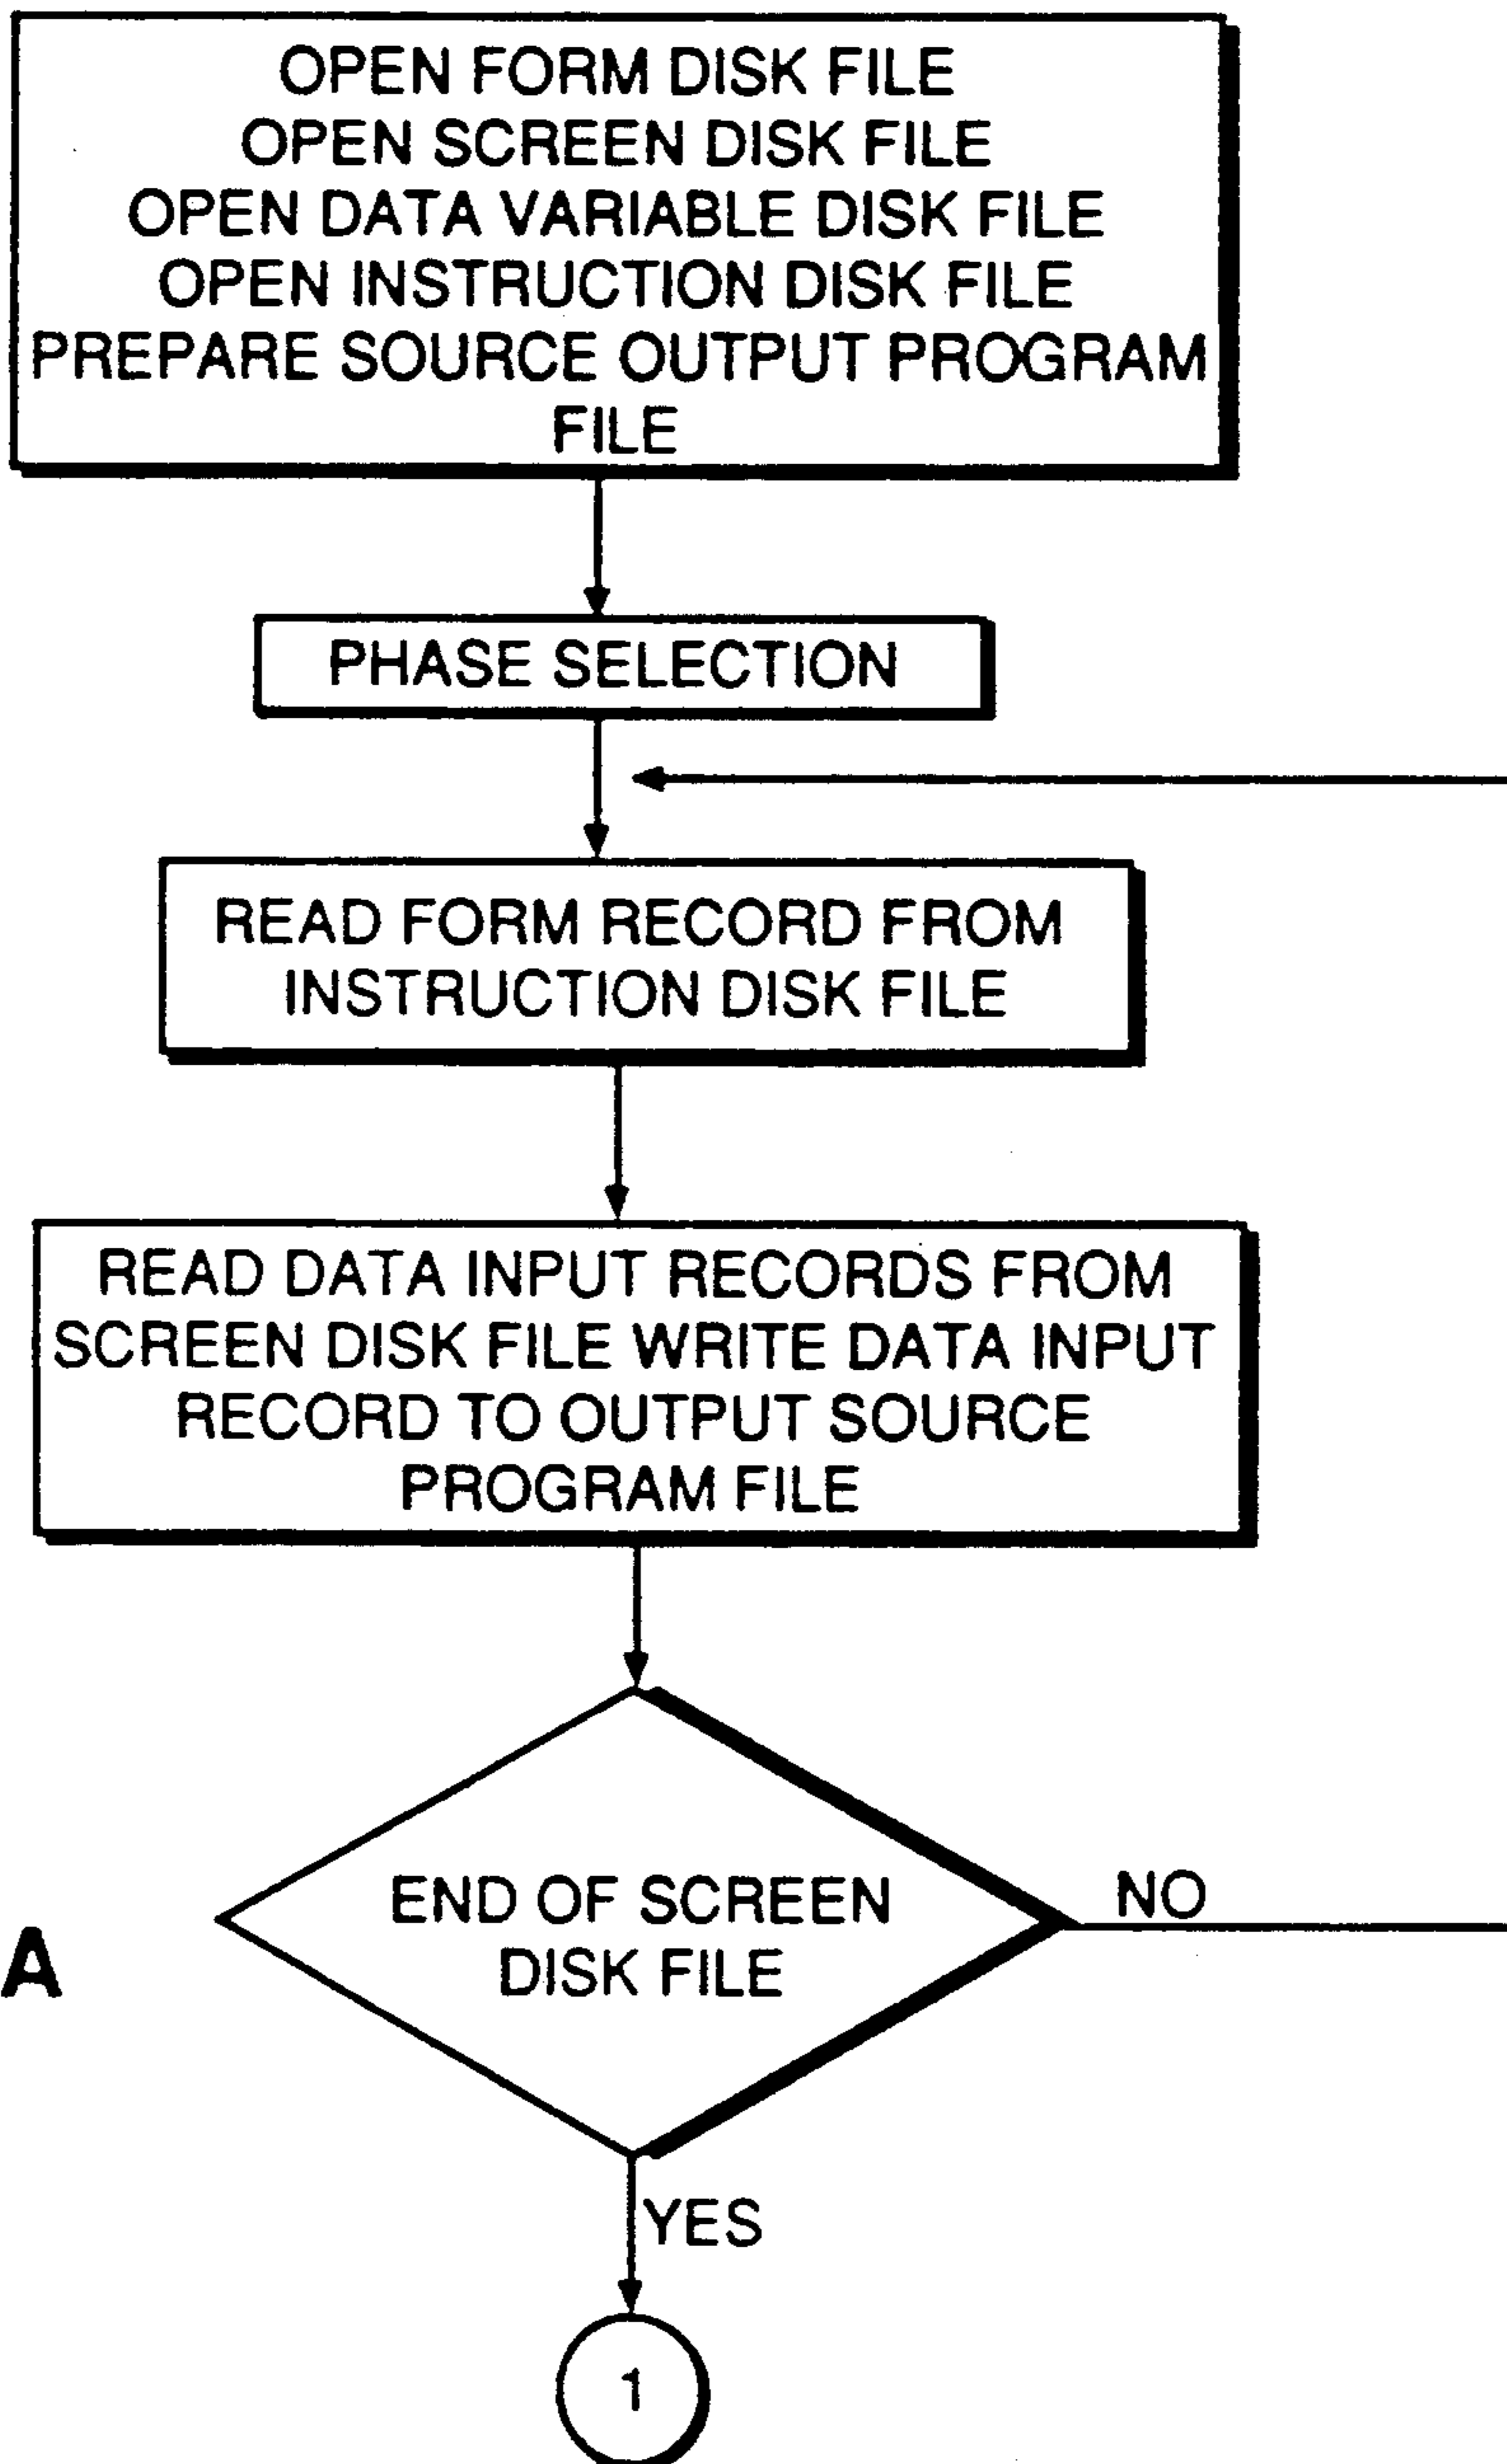 OPEN FORM DISK FILE
OPEN SCREEN DISK FILE
OPEN DATA VARIABLE DISK FILE
OPEN INSTRUCTION DISK FILE
PREPARE SOURCE OUTPUT PROGRAM
FILE
PHASE SELECTION
READ FORM RECORD FROM
INSTRUCTION DISK FILE
READ DATA INPUT RECORDS FROM
SCREEN DISK FILE WRITE DATA INPUT
RECORD TO OUTPUT SOURCE
PROGRAM FILE
END OF SCREEN
DISK FILE
NO
A
YES
1